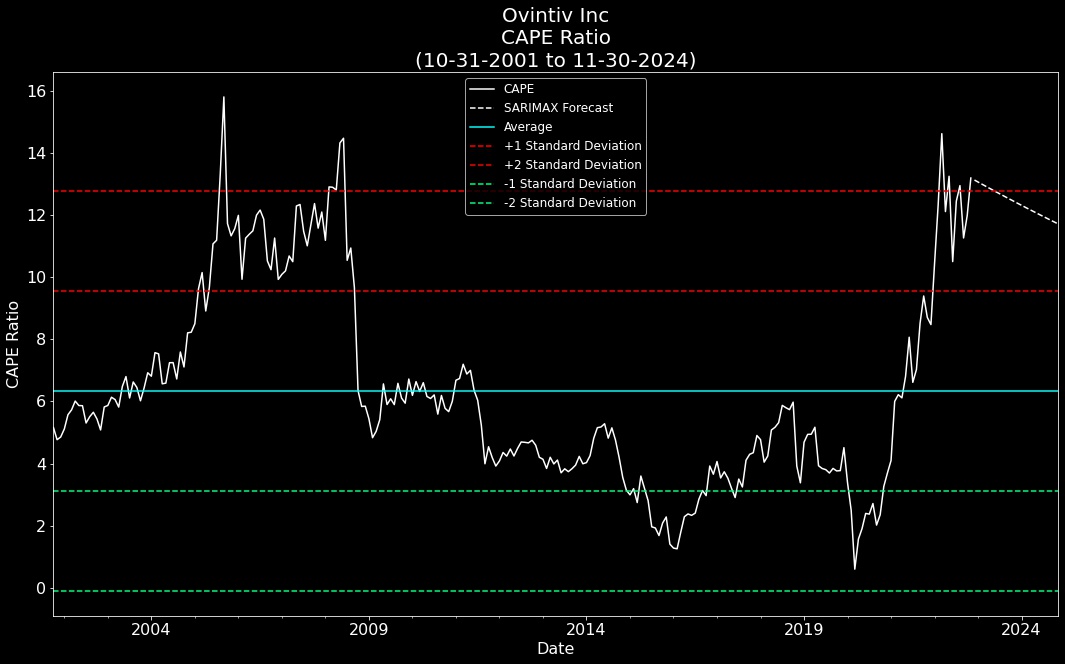 Ovintiv Inc
CAPE Ratio
(10-31-2001 to 11-30-2024)
CAPE
SARIMAX Forecast
Average
+1 Standard Deviation
+2 Standard Deviation
-1 Standard Deviation
-2 Standard Deviation
CAPE Ratio
16
14
12
10
8
6
4
2
0
2004 2009 2014 2019 2024
Date